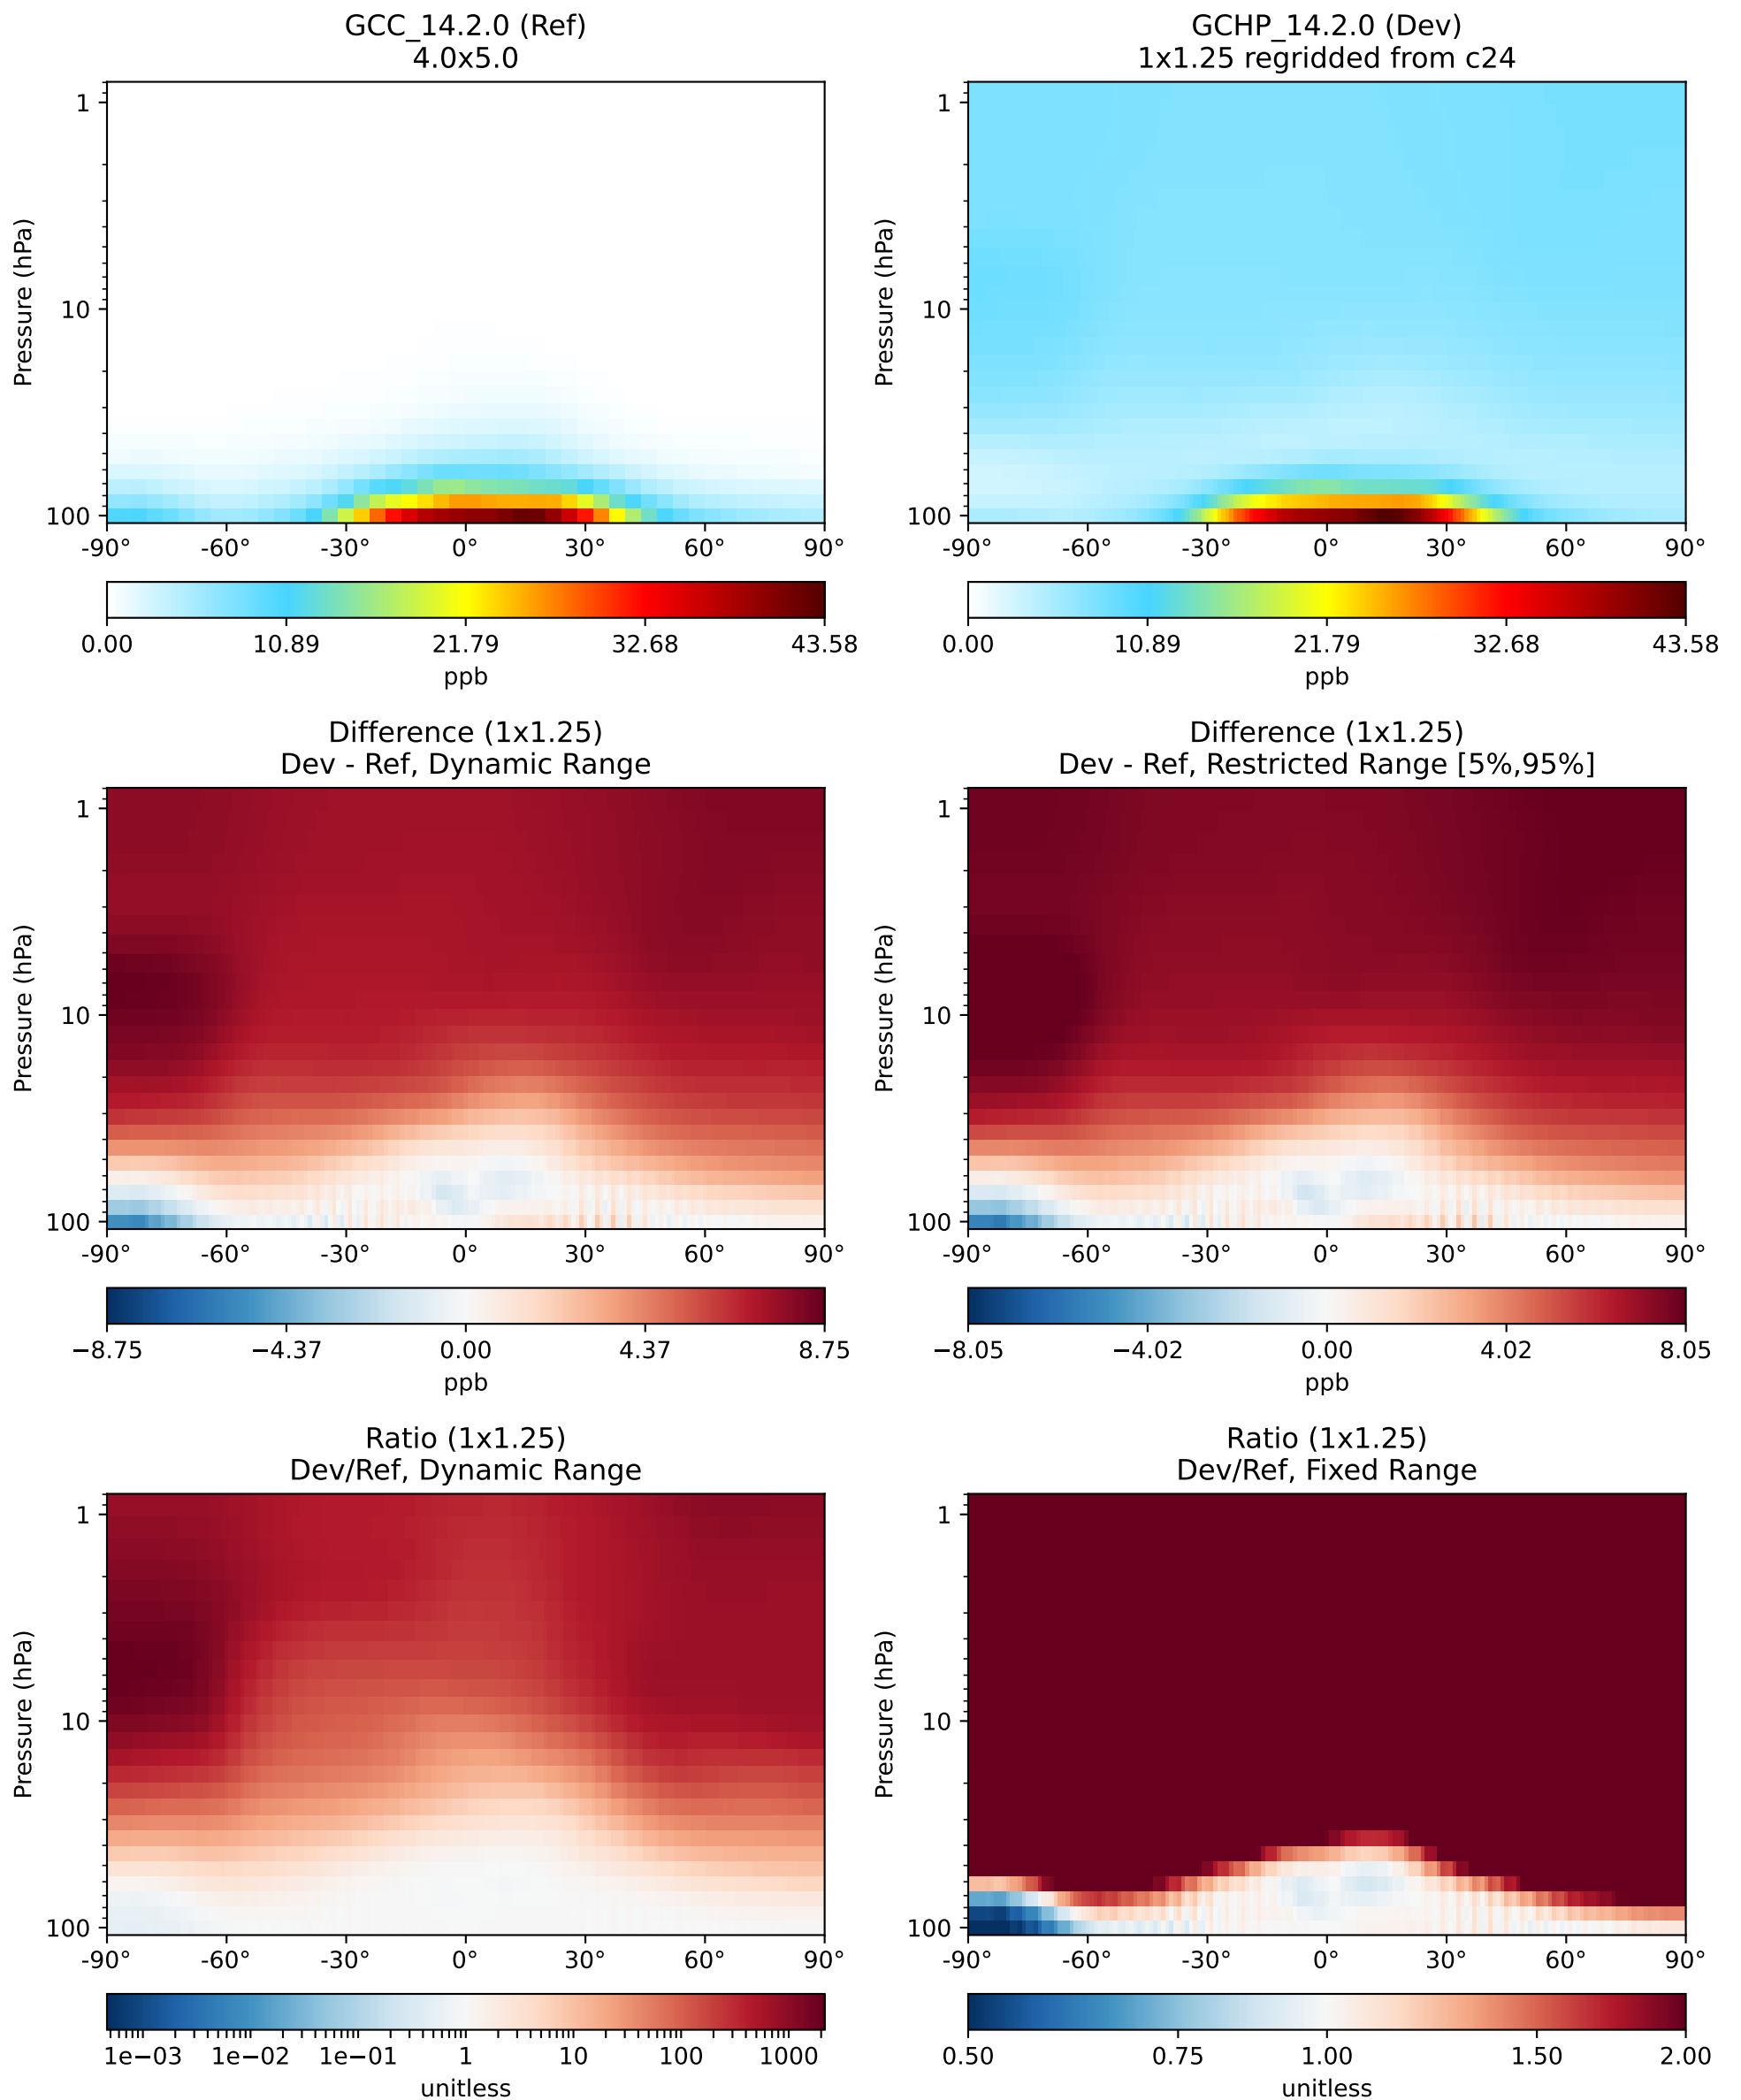 GCC_14.2.0 (Ref)
4.0x5.0
Pressure (hPa)
1
10
100
-90° -60° -30° 0° 30° 60° 90°
0.00 10.89 21.79 32.68 43.58
ppb
GCHP_14.2.0 (Dev)
1x1.25 regridded from c24
Pressure (hPa)
1
10
100
-90° -60° -30° 0° 30° 60° 90°
0.00 10.89 21.79 32.68 43.58
ppb
Difference (1x1.25)
Dev - Ref, Dynamic Range
Pressure (hPa)
1
10
100
-90° -60° -30° 0° 30° 60° 90°
−8.75 −4.37 0.00 4.37 8.75
ppb
Difference (1x1.25)
Dev - Ref, Restricted Range [5%,95%]
Pressure (hPa)
1
10
100
-90° -60° -30° 0° 30° 60° 90°
−8.05 −4.02 0.00 4.02 8.05
ppb
Ratio (1x1.25)
Dev/Ref, Dynamic Range
Pressure (hPa)
1
10
100
-90° -60° -30° 0° 30° 60° 90°
1e−03 1e−02 1e−01 1 10 100 1000
unitless
Ratio (1x1.25)
Dev/Ref, Fixed Range
Pressure (hPa)
1
10
100
-90° -60° -30° 0° 30° 60° 90°
0.50 0.75 1.00 1.50 2.00
unitless